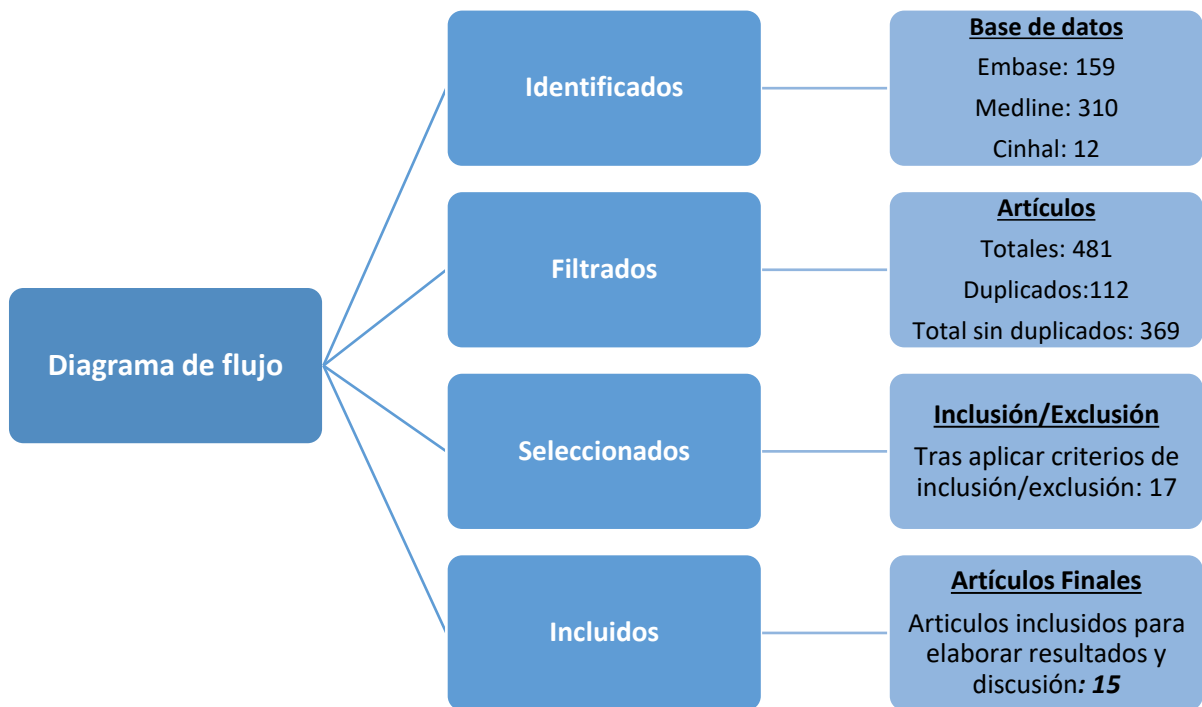 Diagrama de flujo
Identificados
Base de datos
Embase: 159
Medline: 310
Cinhal: 12
Filtrados
Artículos
Totales: 481
Duplicados:112
Total sin duplicados: 369
Seleccionados
Inclusión/Exclusión
Tras aplicar criterios de
inclusión/exclusión: 17
Incluidos
Artículos Finales
Articulos inclusidos para
elaborar resultados y
discusión: 15